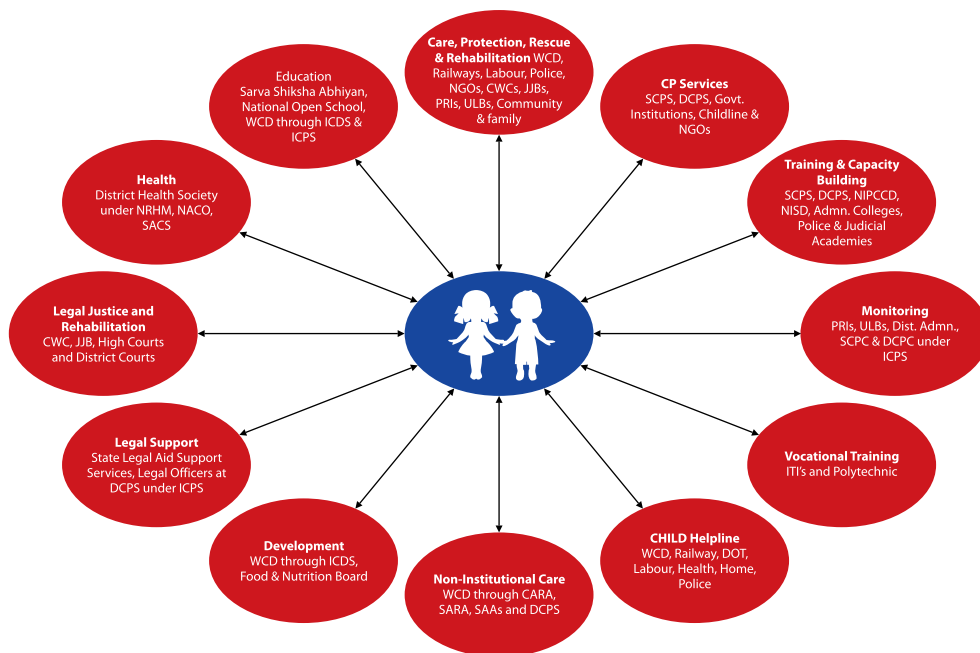 Care, Protection, Rescue
& Rehabilitation WCD,
Railways, Labour, Police,
NGOs, CWCs, JJBs,
PRIs, ULBs, Community
& family
CP Services
SCPS, DCPS, Govt.
Institutions, Childline &
NGOs
Training & Capacity
Building
SCPS, DCPS, NIPCCD,
NISD, Admn. Colleges,
Police & Judicial
Academies
Monitoring
PRIs, ULBs, Dist. Admn.,
SCPC & DCPC under
ICPS
Vocational Training
ITI's and Polytechnic
CHILD Helpline
WCD, Railway, DOT,
Labour, Health, Home,
Police
Non-Institutional Care
WCD through CARA,
SARA, SAAs and DCPS
Development
WCD through ICDS,
Food & Nutrition Board
Legal Support
State Legal Aid Support
Services, Legal Officers at
DCPS under ICPS
Legal Justice and
Rehabilitation
CWC, JJB, High Courts
and District Courts
Health
District Health Society
under NRHM, NACO,
SACS
Education
Sarva Shiksha Abhiyan,
National Open School,
WCD through ICDS &
ICPS